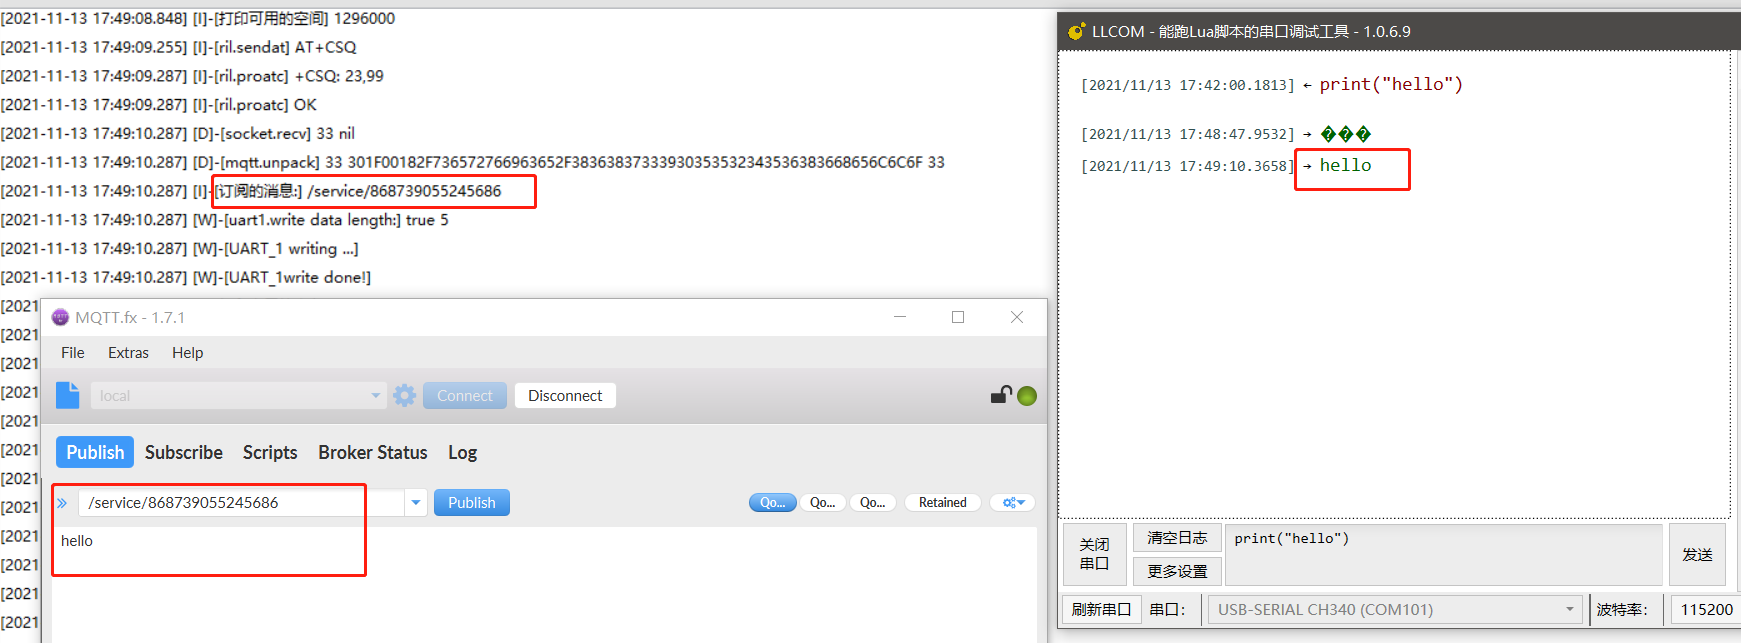 [2021-11-13 17:49:08.848] [I]-[打印可用的空间] 1296000
[2021-11-13 17:49:09.255] [I]-[ril.sendat] AT+CSQ
[2021-11-13 17:49:09.287] [I]-[ril.proatc] +CSQ: 23,99
[2021-11-13 17:49:09.287] [I]-[ril.proatc] OK
[2021-11-13 17:49:10.287] [D]-[socket.recv] 33 nil
[2021-11-13 17:49:10.287] [D]-[mqtt.unpack] 33 301F00182F736572766963652F38363837333930353532343536383668656C6C6F 33
[2021-11-13 17:49:10.287] [I]-[订阅的消息:] /service/868739055245686
[2021-11-13 17:49:10.287] [W]-[uart1.write data length:] true 5
[2021-11-13 17:49:10.287] [W]-[UART_1 writing ...]
[2021-11-13 17:49:10.287] [W]-[UART_1write done!]
[2021
[2021
[2021
[2021
[2021
[2021
[2021
[2021
[2021
[2021
[2021
[2021
MQTT.fx - 1.7.1
File Extras Help
local Connect Disconnect
Publish Subscribe Scripts Broker Status Log
/service/868739055245686 Publish Qo... Qo... Qo... Retained
hello
LLCOM - 能跑Lua脚本的串口调试工具 - 1.0.6.9
[2021/11/13 17:42:00.1813] ← print("hello")
[2021/11/13 17:48:47.9532] → ���
[2021/11/13 17:49:10.3658] → hello
关闭
串口
清空日志
更多设置
print("hello")
发送
刷新串口 串口: USB-SERIAL CH340 (COM101) 波特率: 115200